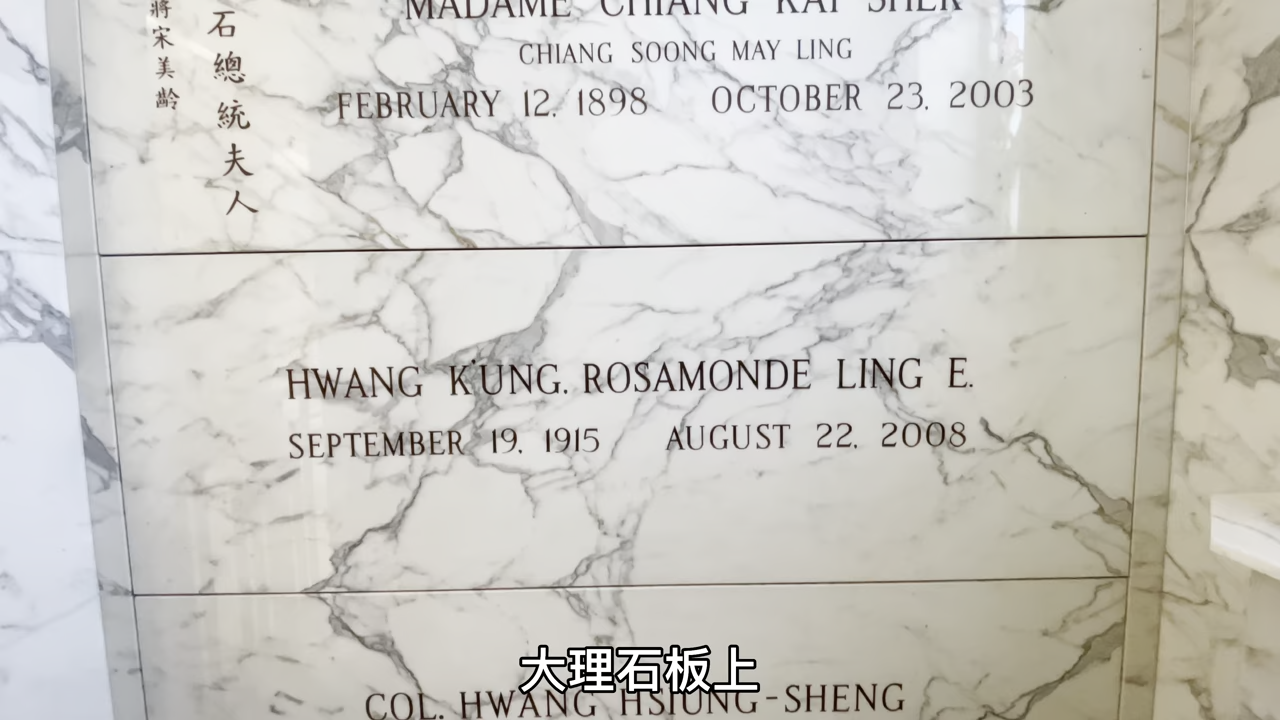 石總統夫人
蔣宋美齡
MADAME CHIANG KAI SHEK
CHIANG SOONG MAY LING
FEBRUARY 12, 1898 OCTOBER 23, 2003
HWANG K'UNG, ROSAMONDE LING E.
SEPTEMBER 19, 1915 AUGUST 22, 2008
大理石板上
COL. HWANG HSIUNG-SHENG